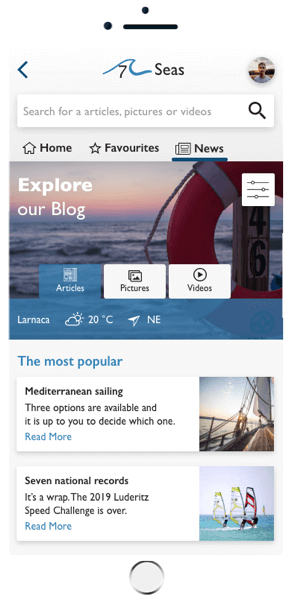 7 Seas
Search for a articles, pictures or videos
Home Favourites News
Explore
our Blog
46
Articles Pictures Videos
Larnaca 20 °C NE
The most popular
Mediterranean sailing
Three options are available and
it is up to you to decide which one.
Read More
Seven national records
It's a wrap. The 2019 Luderitz
Speed Challenge is over.
Read More